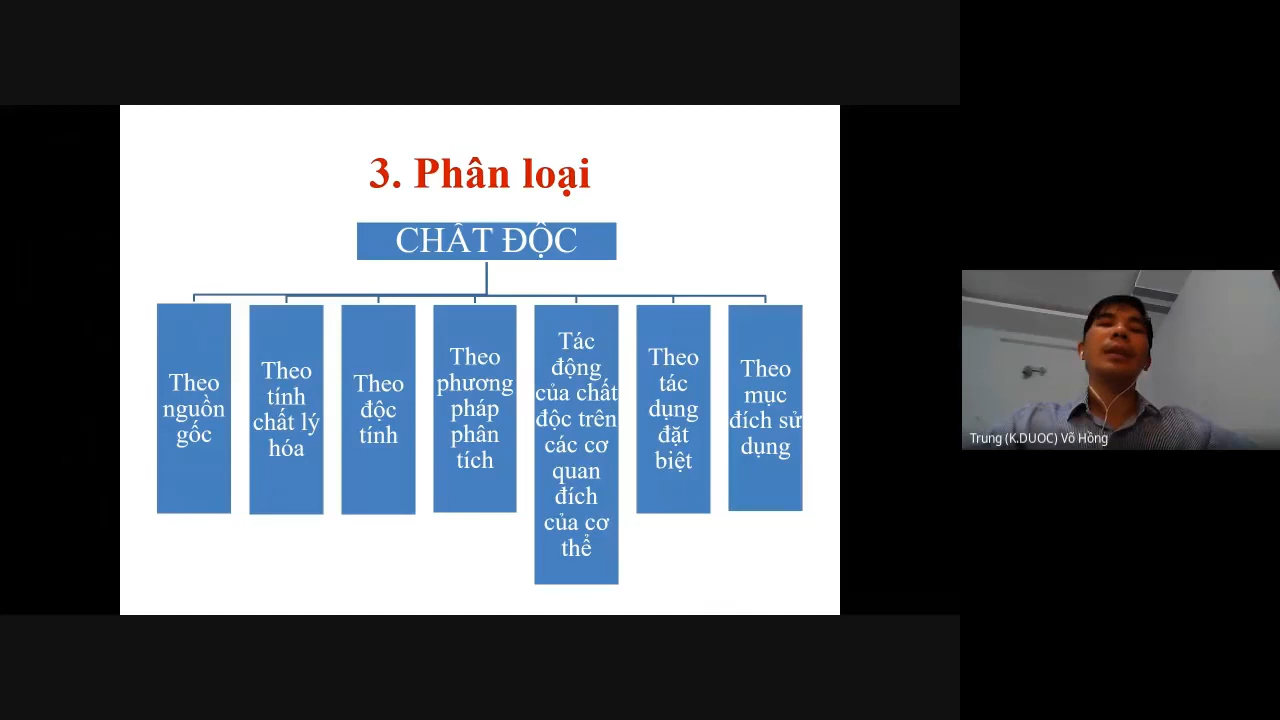 3. Phân loại
CHẤT ĐỘC
Theo
nguồn
gốc
Theo
tính
chất lý
hóa
Theo
độc
tính
Theo
phương
pháp
phân
tích
Tác
động
của chất
độc trên
các cơ
quan
đích
của cơ
thể
Theo
tác
dụng
đặt
biệt
Theo
mục
đích sử
dụng
Trung (K.DUOC) Võ Hồng